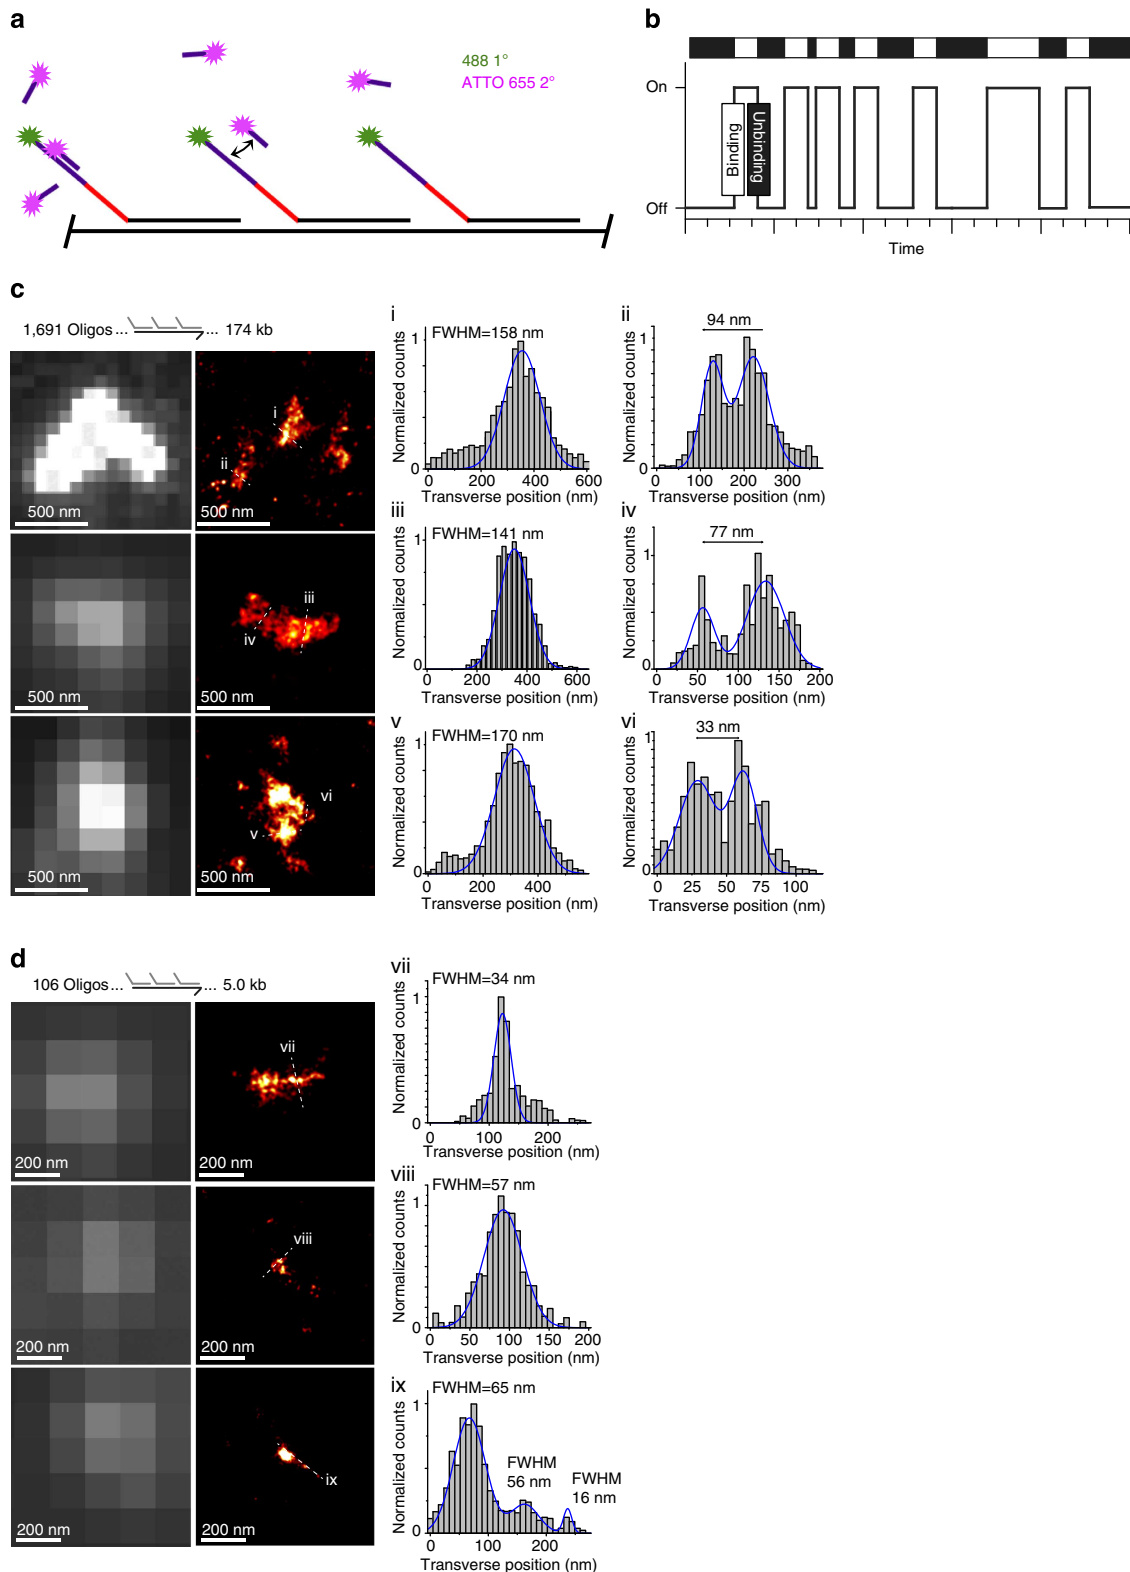 a
488 1°
ATTO 655 2°
b
On
Off
Binding
Unbinding
Time
c
1,691 Oligos ... ... 174 kb
500 nm
i
ii
500 nm
500 nm
iii
iv
500 nm
500 nm
vi
v
500 nm
i
FWHM=158 nm
1
0
Normalized counts
0 200 400 600
Transverse position (nm)
ii
94 nm
1
0
Normalized counts
100 200 300
Transverse position (nm)
iii
FWHM=141 nm
1
0
Normalized counts
0 200 400 600
Transverse position (nm)
iv
77 nm
1
0
Normalized counts
0 50 100 150 200
Transverse position (nm)
v
FWHM=170 nm
1
0
Normalized counts
0 200 400
Transverse position (nm)
vi
33 nm
1
0
Normalized counts
0 25 50 75 100
Transverse position (nm)
d
106 Oligos ... ... 5.0 kb
200 nm
vii
200 nm
200 nm
viii
200 nm
200 nm
ix
200 nm
vii
FWHM=34 nm
1
0
Normalized counts
0 100 200
Transverse position (nm)
viii
FWHM=57 nm
1
0
Normalized counts
0 50 100 150 200
Transverse position (nm)
ix
FWHM=65 nm
1
0
Normalized counts
FWHM
56 nm
FWHM
16 nm
0 100 200
Transverse position (nm)